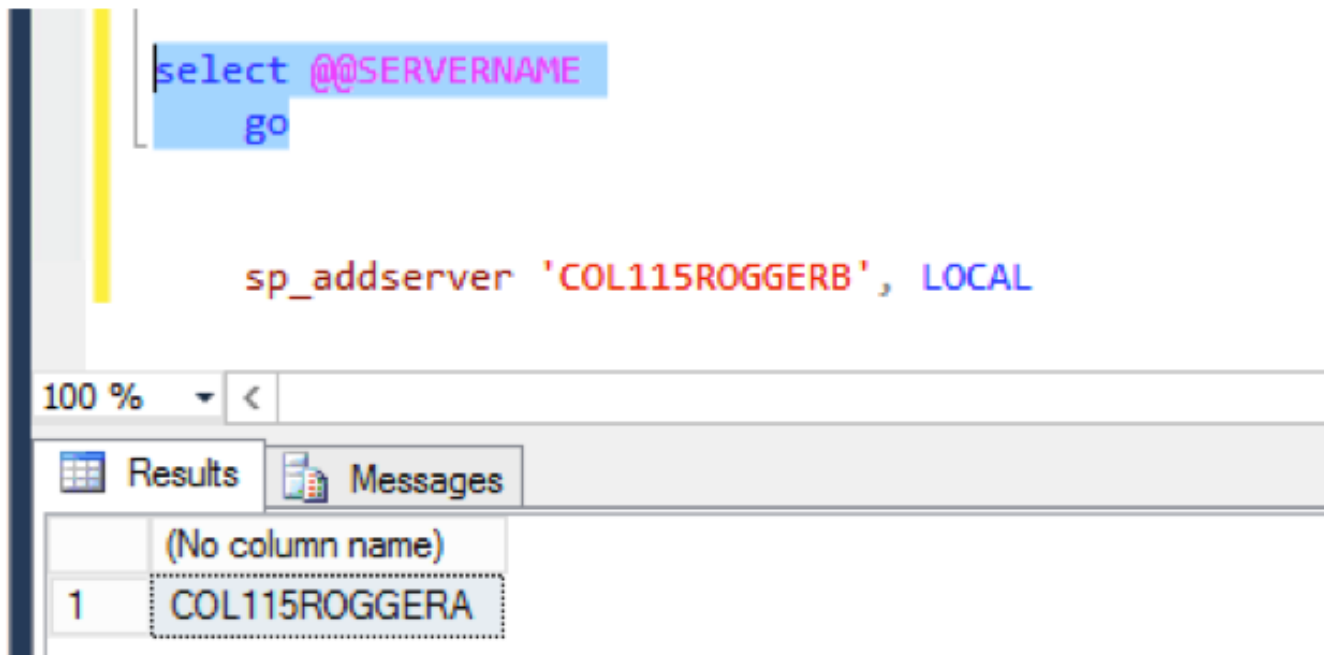 select @@SERVERNAME
go
sp_addserver 'COL115ROGGERB', LOCAL
100 %
Results Messages
(No column name)
1 COL115ROGGERA